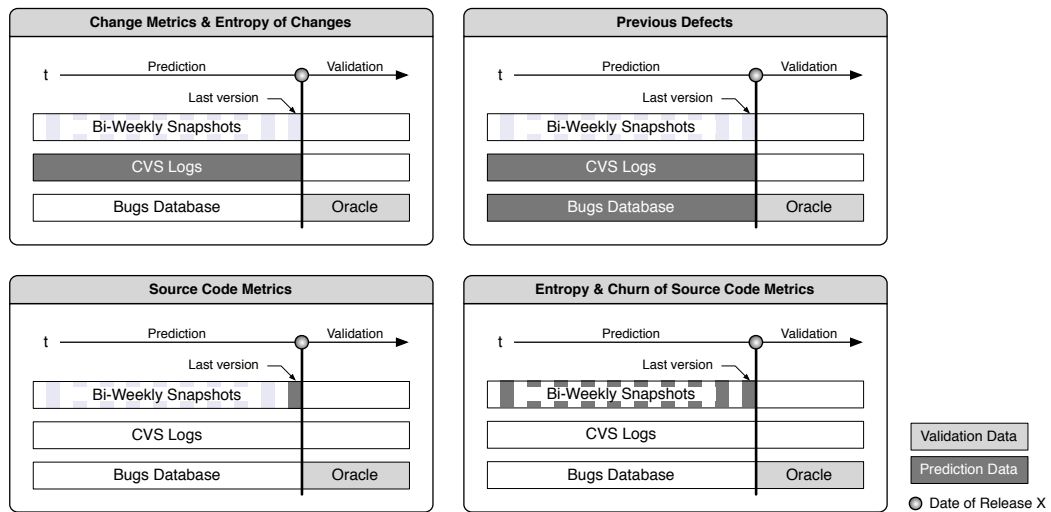 Change Metrics & Entropy of Changes
t
Prediction
Validation
Last version
Bi-Weekly Snapshots
CVS Logs
Bugs Database
Oracle
Previous Defects
t
Prediction
Validation
Last version
Bi-Weekly Snapshots
CVS Logs
Bugs Database
Oracle
Source Code Metrics
t
Prediction
Validation
Last version
Bi-Weekly Snapshots
CVS Logs
Bugs Database
Oracle
Entropy & Churn of Source Code Metrics
t
Prediction
Validation
Last version
Bi-Weekly Snapshots
CVS Logs
Bugs Database
Oracle
Validation Data
Prediction Data
Date of Release X